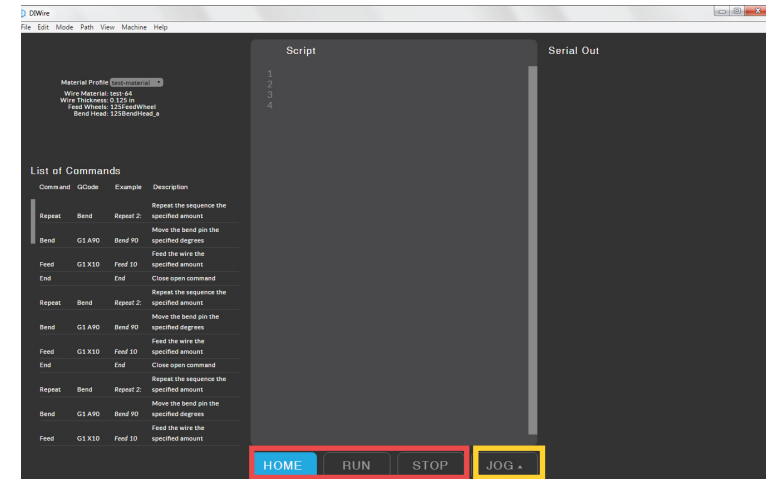 DIWire
File Edit Mode Path View Machine Help
Script
Serial Out
Material Profile test-material
Wire Material: test-64
Wire Thickness: 0.125 in
Feed Wheels: 125FeedWheel
Bend Head: 125BendHead_a
1
2
3
4
List of Commands
Command GCode Example Description
Repeat Bend Repeat 2: Repeat the sequence the
specified amount
Bend G1 A90 Bend 90 Move the bend pin the
specified degrees
Feed G1 X10 Feed 10 Feed the wire the
specified amount
End End Close open command
Repeat Bend Repeat 2: Repeat the sequence the
specified amount
Bend G1 A90 Bend 90 Move the bend pin the
specified degrees
Feed G1 X10 Feed 10 Feed the wire the
specified amount
End End Close open command
Repeat Bend Repeat 2: Repeat the sequence the
specified amount
Bend G1 A90 Bend 90 Move the bend pin the
specified degrees
Feed G1 X10 Feed 10 Feed the wire the
specified amount
HOME RUN STOP JOG